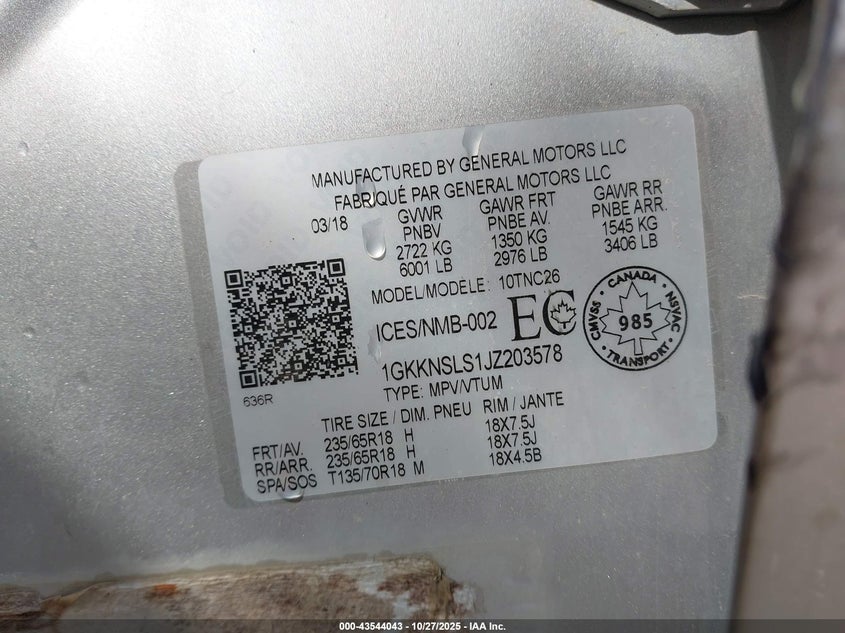 MANUFACTURED BY GENERAL MOTORS LLC
FABRIQUÉ PAR GENERAL MOTORS LLC
03/18 GVWR GAWR FRT GAWR RR
PNBV PNBE AV. PNBE ARR.
2722 KG 1350 KG 1545 KG
6001 LB 2976 LB 3406 LB
MODEL/MODÈLE: 10TNC26
ICES/NMB-002 EC
CANADA
CMVSS 985 NSVAC
TRANSPORT
1GKKNSLS1JZ203578
TYPE: MPV/VTUM
636R
TIRE SIZE / DIM. PNEU RIM / JANTE
FRT/AV. 235/65R18 H 18X7.5J
RR/ARR. 235/65R18 H 18X7.5J
SPA/SOS T135/70R18 M 18X4.5B
000-43544043 • 10/27/2025 - IAA Inc.